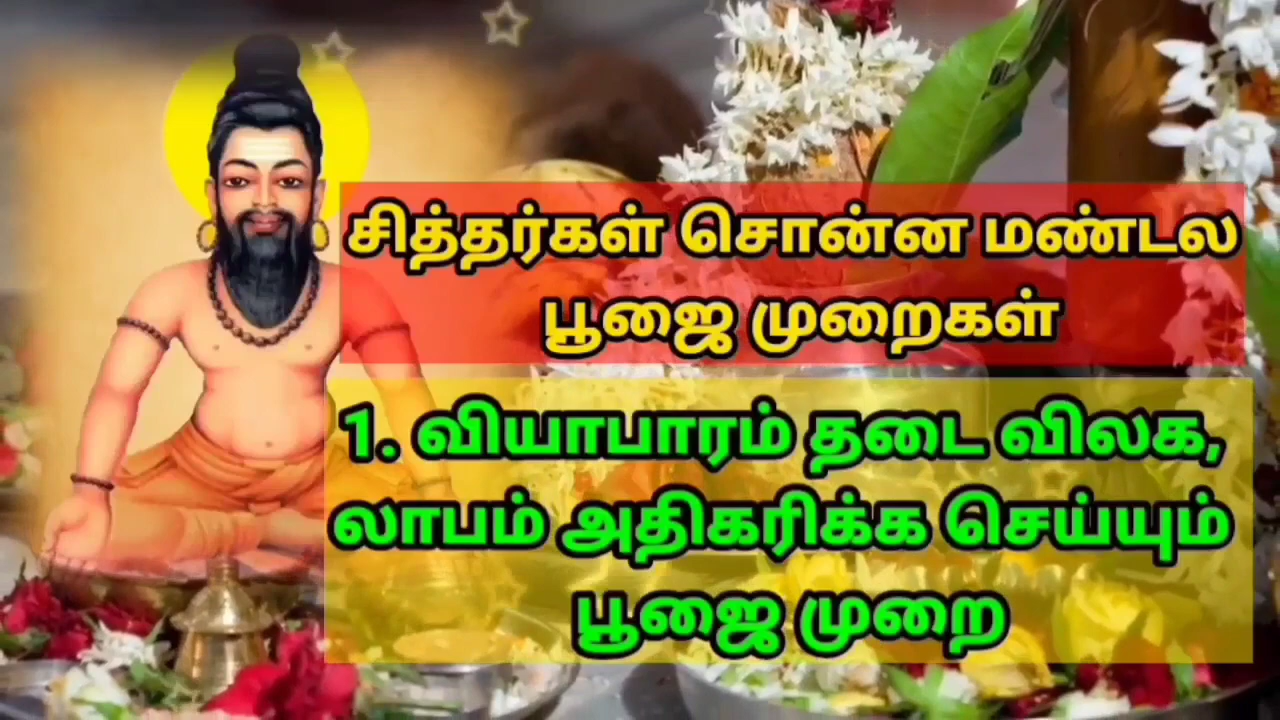 சித்தர்கள் சொன்ன மண்டல
பூஜை முறைகள்
1. வியாபாரம் தடை விலக,
லாபம் அதிகரிக்க செய்யும்
பூஜை முறை